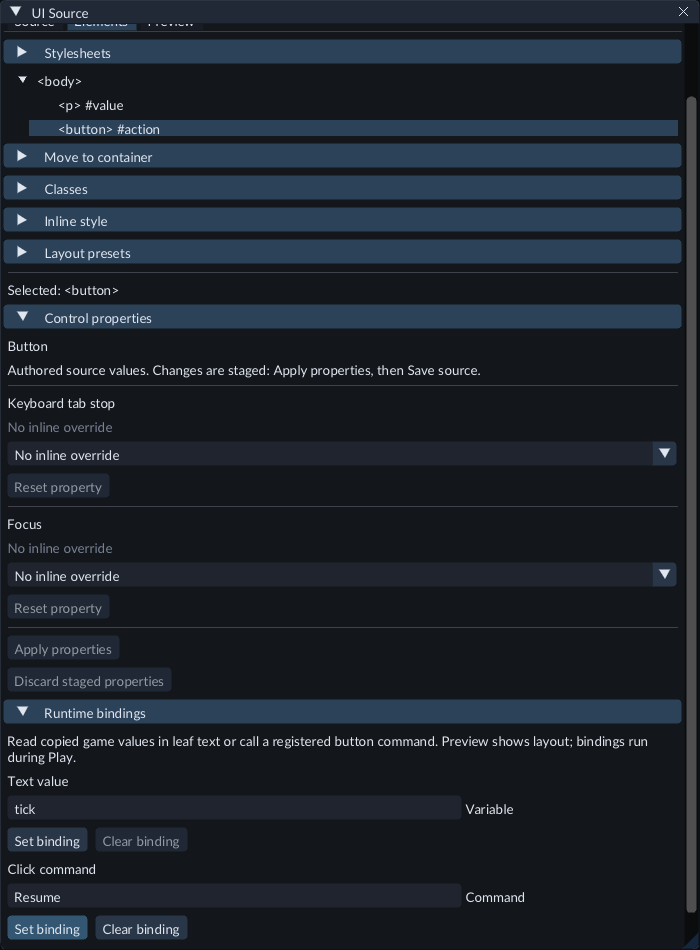 UI Source
Source Elements Preview
Stylesheets
<body>
<p> #value
<button> #action
Move to container
Classes
Inline style
Layout presets
Selected: <button>
Control properties
Button
Authored source values. Changes are staged: Apply properties, then Save source.
Keyboard tab stop
No inline override
No inline override
Reset property
Focus
No inline override
No inline override
Reset property
Apply properties
Discard staged properties
Runtime bindings
Read copied game values in leaf text or call a registered button command. Preview shows layout; bindings run
during Play.
Text value
tick Variable
Set binding Clear binding
Click command
Resume Command
Set binding Clear binding